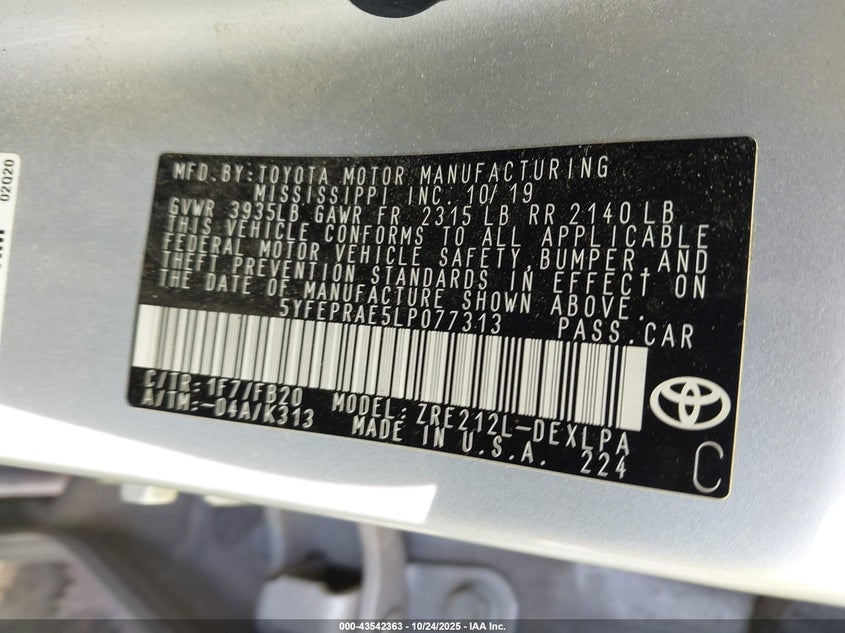 MFD. BY: TOYOTA MOTOR MANUFACTURING
MISSISSIPPI INC. 10/19
GVWR 3935LB GAWR FR 2315 LB RR 2140 LB
THIS VEHICLE CONFORMS TO ALL APPLICABLE
FEDERAL MOTOR VEHICLE SAFETY, BUMPER, AND
THEFT PREVENTION STANDARDS IN EFFECT ON
THE DATE OF MANUFACTURE SHOWN ABOVE.
5YFEPRAE5LP077313 PASS. CAR
C/TR: 1F7/FB20 MODEL: ZRE212L-DEXLPA
A/TM: -04A/K313 MADE IN U.S.A. 224
C
02020
000-43542363 - 10/24/2025 - IAA Inc.